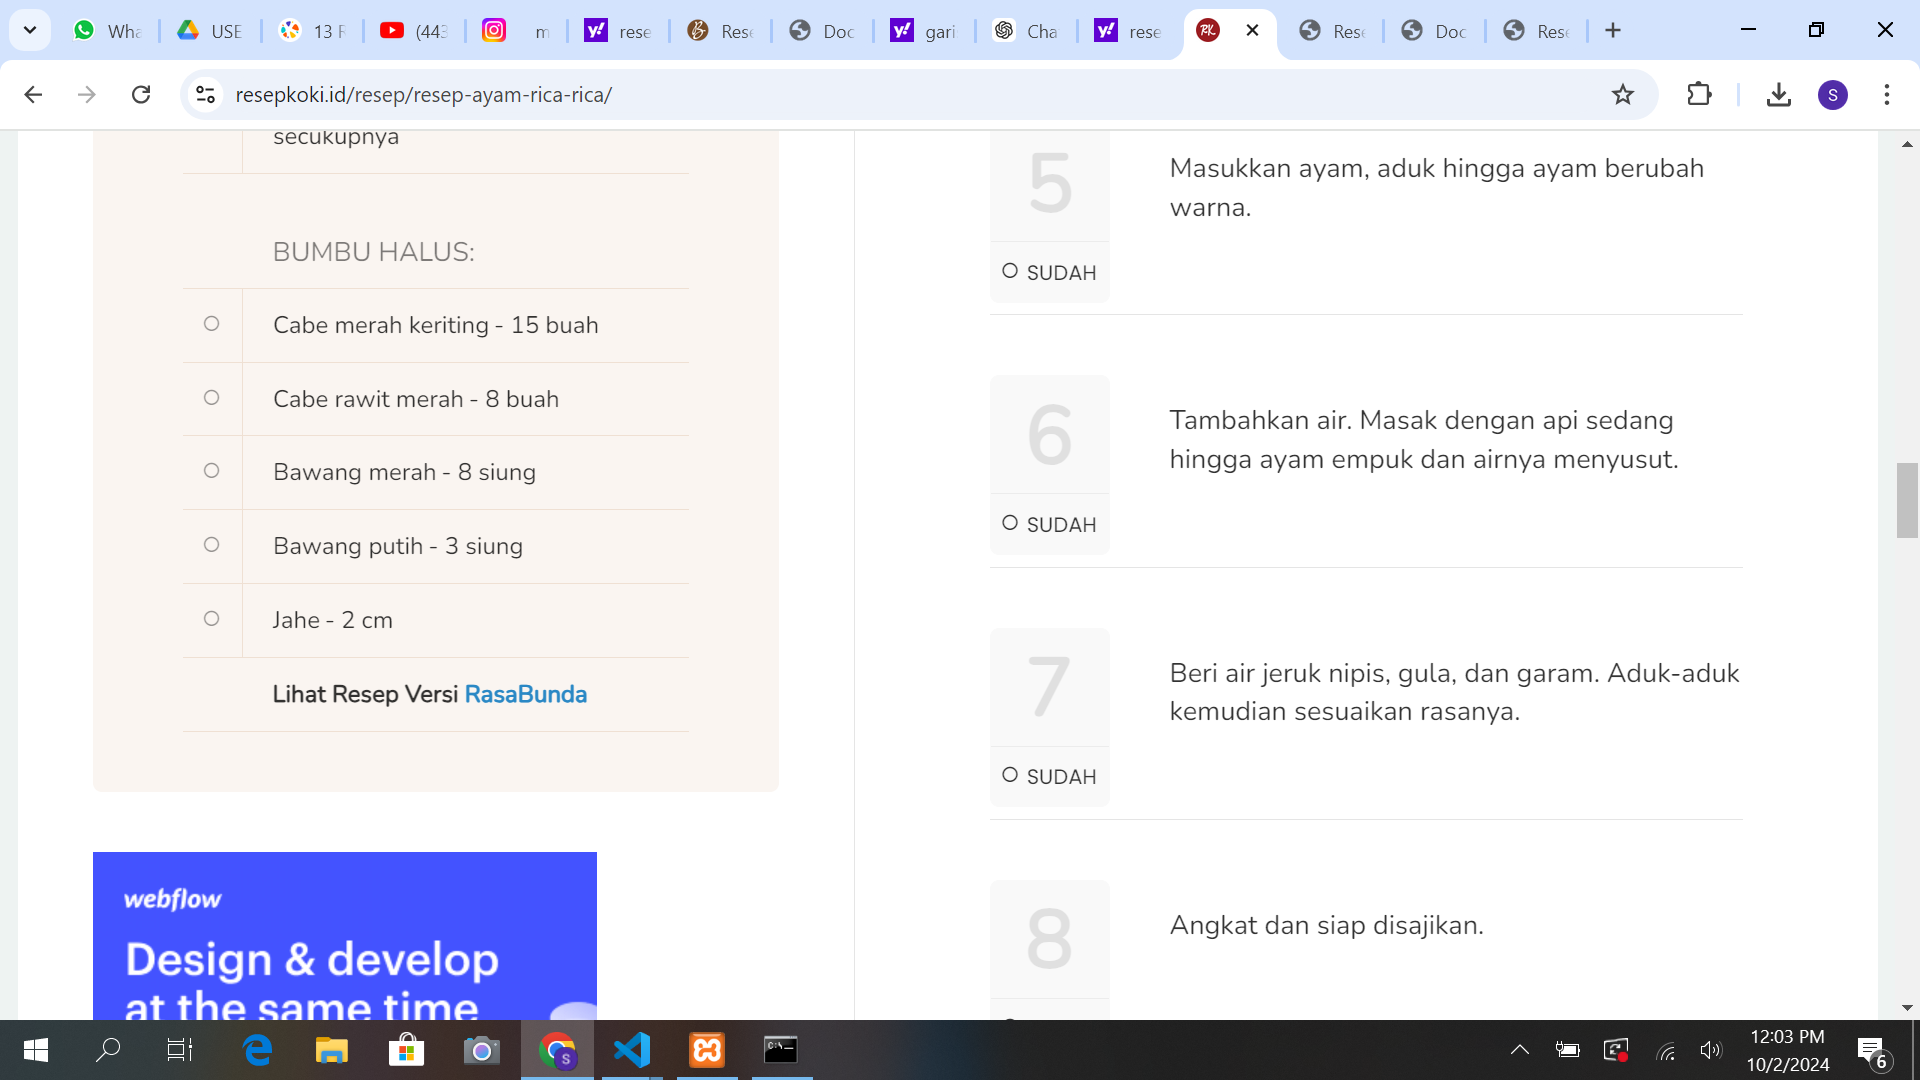 Wha
USE
13 F
(443
m
rese
Rese
Doc
gari
Cha
rese
RK
Rese
Doc
Rese
resepkoki.id/resep/resep-ayam-rica-rica/
S
secukupnya
BUMBU HALUS:
Cabe merah keriting - 15 buah
Cabe rawit merah - 8 buah
Bawang merah - 8 siung
Bawang putih - 3 siung
Jahe - 2 cm
Lihat Resep Versi RasaBunda
webflow
Design & develop
at the same time
5
Masukkan ayam, aduk hingga ayam berubah
warna.
SUDAH
6
Tambahkan air. Masak dengan api sedang
hingga ayam empuk dan airnya menyusut.
SUDAH
7
Beri air jeruk nipis, gula, dan garam. Aduk-aduk
kemudian sesuaikan rasanya.
SUDAH
8
Angkat dan siap disajikan.
12:03 PM
10/2/2024
6